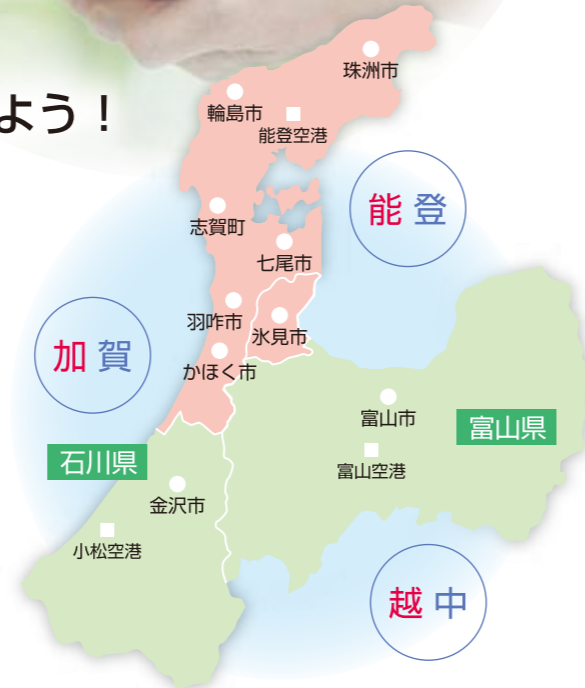 よう！
珠洲市
輪島市
能登空港
能登
志賀町
七尾市
羽咋市
氷見市
加賀
かほく市
富山市
富山県
石川県
富山空港
金沢市
小松空港
越中